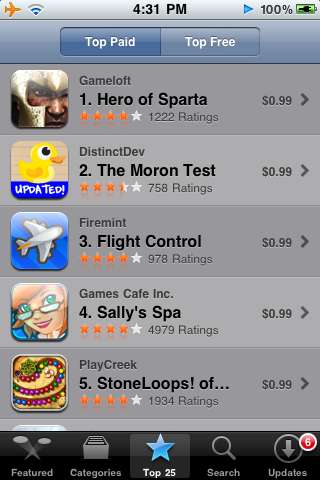 4:31 PM
100%
Top Paid
Top Free
Gameloft
1. Hero of Sparta
$0.99
1222 Ratings
DistinctDev
2. The Moron Test
$0.99
758 Ratings
UPDATED!
Firemint
3. Flight Control
$0.99
978 Ratings
Games Cafe Inc.
4. Sally's Spa
$0.99
4979 Ratings
PlayCreek
5. StoneLoops! of...
$0.99
1934 Ratings
6
Featured
Categories
Top 25
Search
Updates